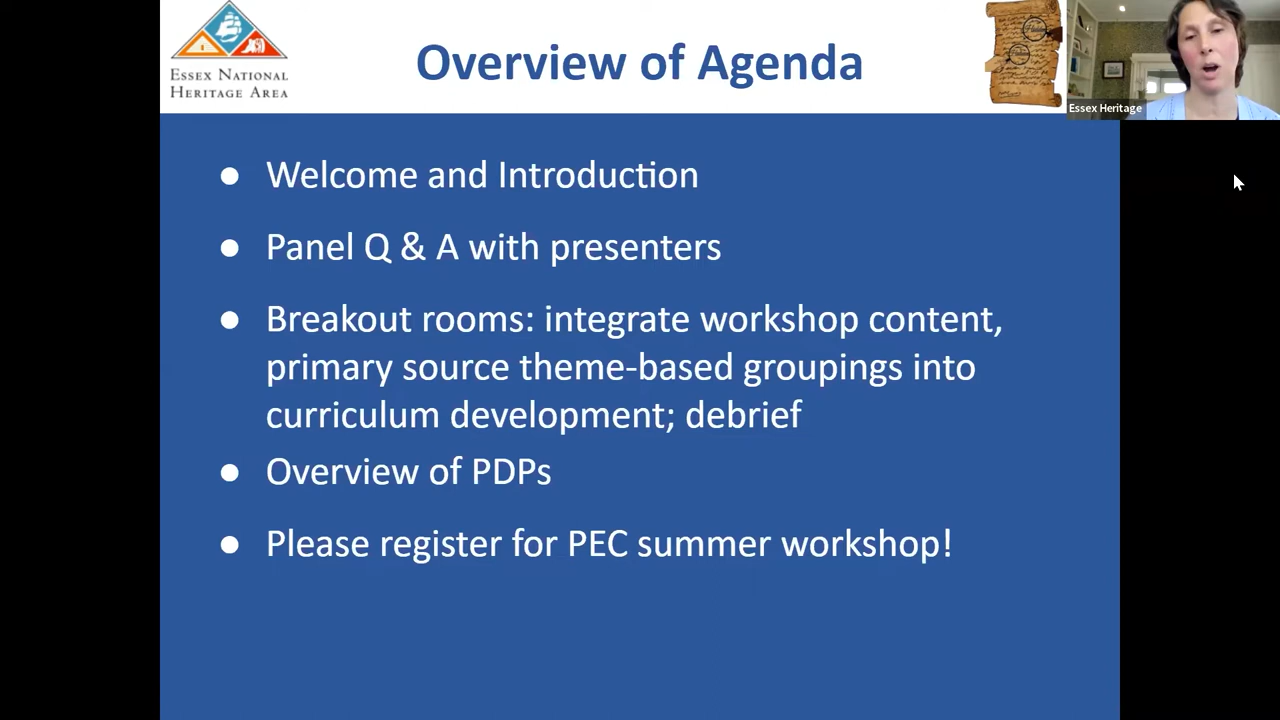 ESSEX NATIONAL
HERITAGE AREA
Overview of Agenda
Essex Heritage
● Welcome and Introduction
● Panel Q & A with presenters
● Breakout rooms: integrate workshop content,
primary source theme-based groupings into
curriculum development; debrief
● Overview of PDPs
● Please register for PEC summer workshop!